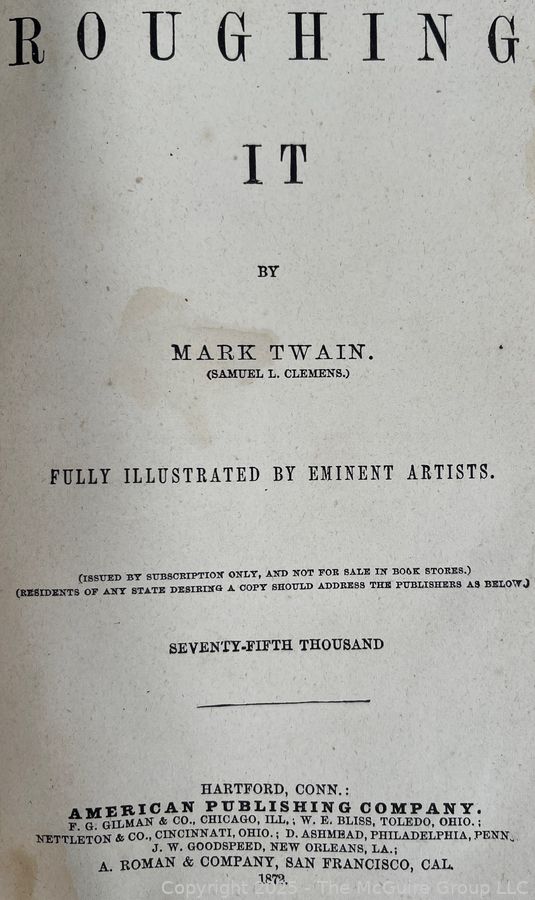 ROUGHING
IT
BY
MARK TWAIN.
(SAMUEL L. CLEMENS.)
FULLY ILLUSTRATED BY EMINENT ARTISTS.
(ISSUED BY SUBSCRIPTION ONLY, AND NOT FOR SALE IN BOOK STORES.)
(RESIDENTS OF ANY STATE DESIRING A COPY SHOULD ADDRESS THE PUBLISHERS AS BELOW.)
SEVENTY-FIFTH THOUSAND
HARTFORD, CONN.:
AMERICAN PUBLISHING COMPANY.
F. G. GILMAN & CO., CHICAGO, ILL.; W. E. BLISS, TOLEDO, OHIO.;
NETTLETON & CO., CINCINNATI, OHIO.; D. ASHMEAD, PHILADELPHIA, PENN.
J. W. GOODSPEED, NEW ORLEANS, LA.;
A. ROMAN & COMPANY, SAN FRANCISCO, CAL.
1872.
Copyright 2025 - The McGuire Group LLC